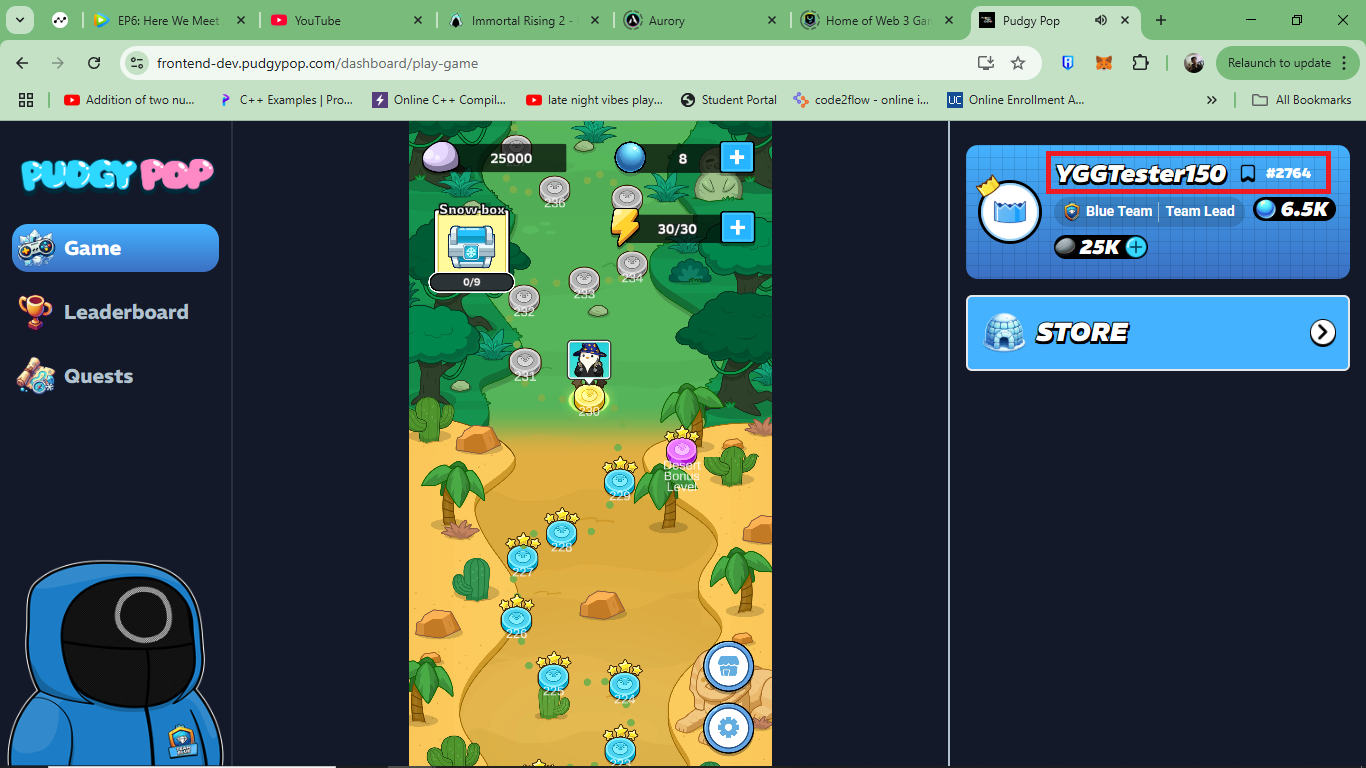 EP6: Here We Meet
YouTube
Immortal Rising 2 -
Aurory
Home of Web 3 Gam
Pudgy Pop
frontend-dev.pudgypop.com/dashboard/play-game
Relaunch to update
Addition of two nu...
C++ Examples | Pro...
Online C++ Compil...
late night vibes play...
Student Portal
code2flow - online i...
UC
Online Enrollment A...
All Bookmarks
PUDGY POP
Game
Leaderboard
Quests
25000
8
Snow box
0/9
30/30
234
233
232
231
230
Desert
Bonus
Level
229
228
227
226
225
224
YGGTester150
#2764
Blue Team
Team Lead
6.5K
25K
STORE
TEAM
BLUE